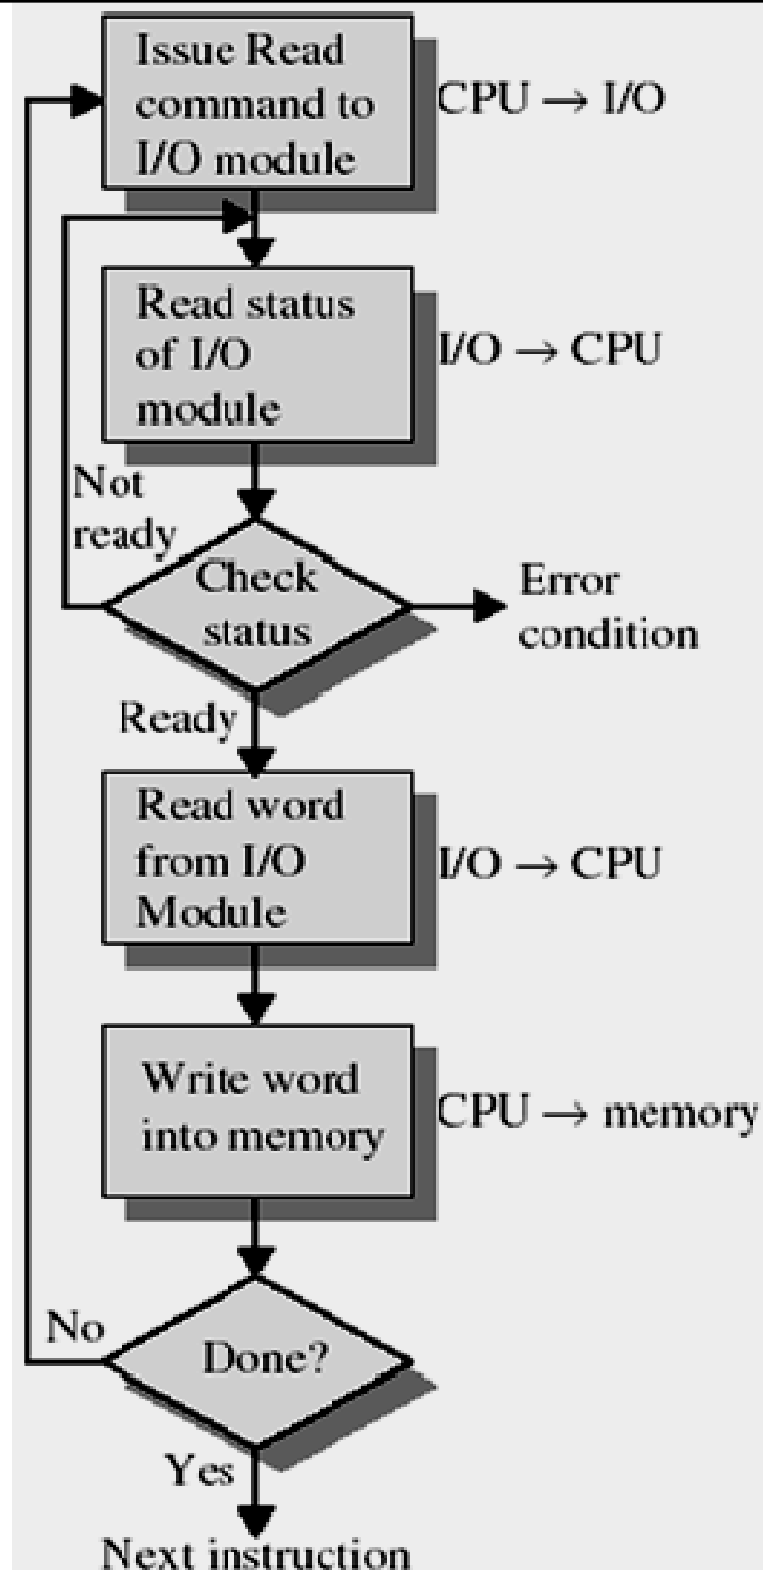 Issue Read
command to
I/O module
CPU → I/O
Read status
of I/O
module
I/O → CPU
Not
ready
Check
status
Error
condition
Ready
Read word
from I/O
Module
I/O → CPU
Write word
into memory
CPU → memory
No
Done?
Yes
Next instruction